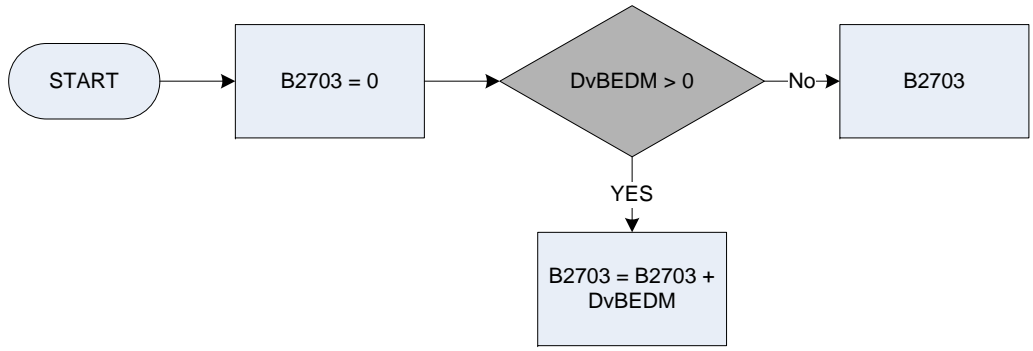 START
B2703 = 0
DvBEDM > 0
No
B2703
YES
B2703 = B2703 +
DvBEDM